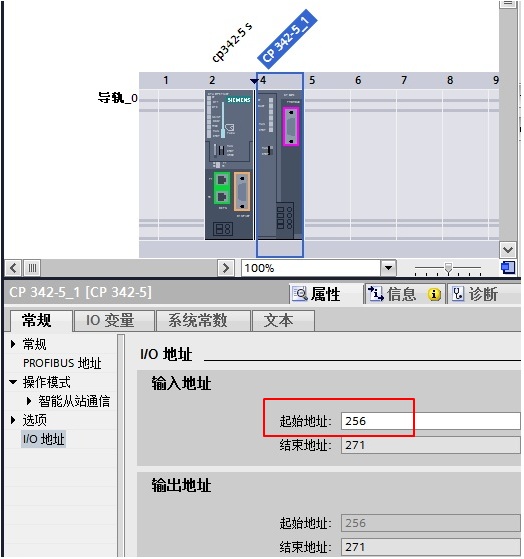 cp342-5 s
CP 342-5_1
1 2 4 5 6 7 8 9
导轨_0
SIEMENS
100%
CP 342-5_1 [CP 342-5]
属性 信息 诊断
常规 IO 变量 系统常数 文本
常规
PROFIBUS 地址
操作模式
智能从站通信
选项
I/O 地址
I/O 地址
输入地址
起始地址: 256
结束地址: 271
输出地址
起始地址: 256
结束地址: 271